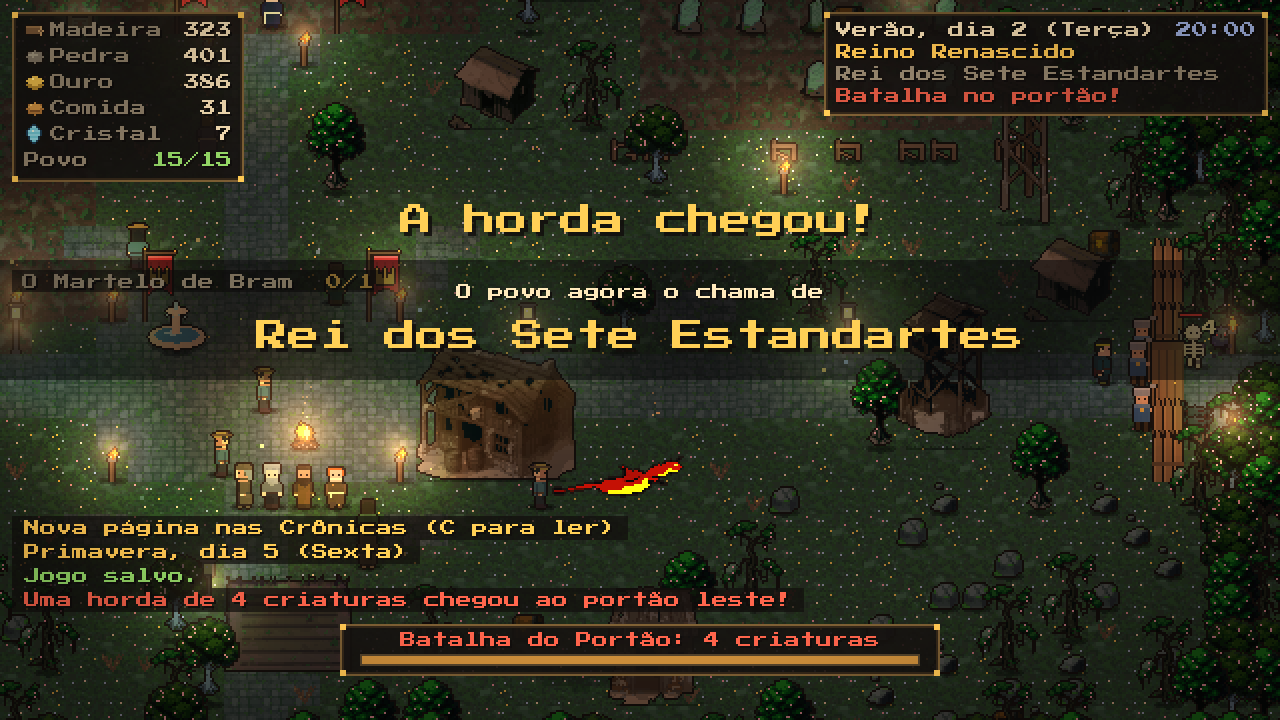 Madeira 323
Pedra 401
Ouro 386
Comida 31
Cristal 7
Povo 15/15
Verão, dia 2 (Terça) 20:00
Reino Renascido
Rei dos Sete Estandartes
Batalha no portão!
A horda chegou!
O Martelo de Bram 0/1
O povo agora o chama de
Rei dos Sete Estandartes
4
Nova página nas Crônicas (C para ler)
Primavera, dia 5 (Sexta)
Jogo salvo.
Uma horda de 4 criaturas chegou ao portão leste!
Batalha do Portão: 4 criaturas